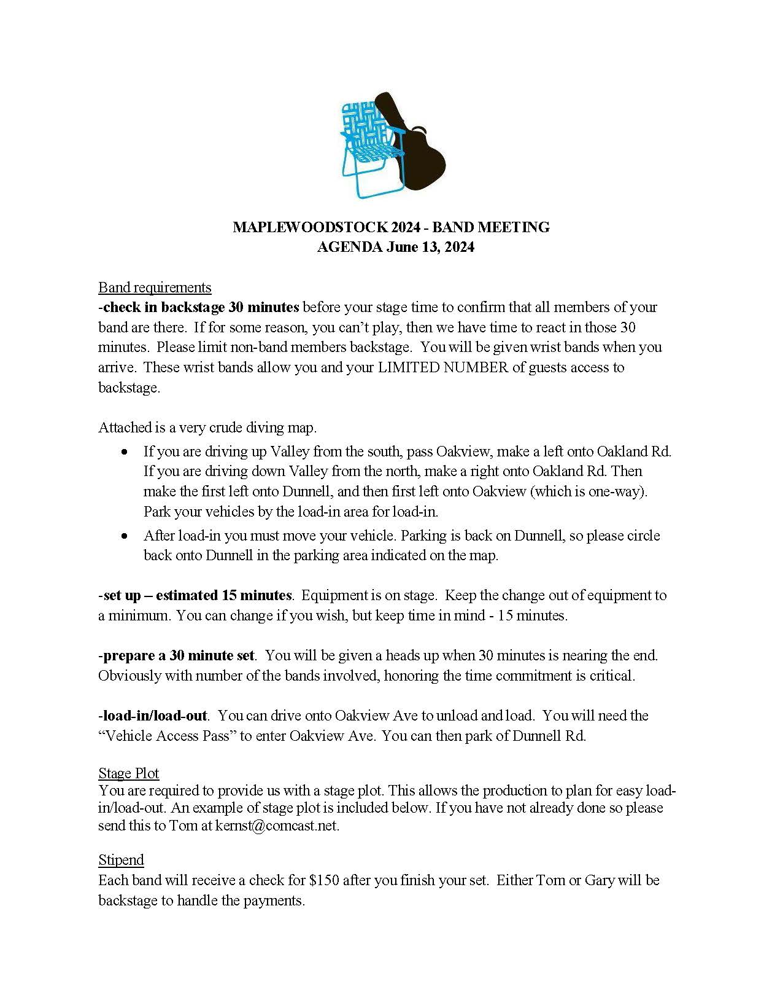 MAPLEWOODSTOCK 2024 - BAND MEETING
AGENDA June 13, 2024
Band requirements
-check in backstage 30 minutes before your stage time to confirm that all members of your
band are there. If for some reason, you can’t play, then we have time to react in those 30
minutes. Please limit non-band members backstage. You will be given wrist bands when you
arrive. These wrist bands allow you and your LIMITED NUMBER of guests access to
backstage.
Attached is a very crude diving map.
• If you are driving up Valley from the south, pass Oakview, make a left onto Oakland Rd.
If you are driving down Valley from the north, make a right onto Oakland Rd. Then
make the first left onto Dunnell, and then first left onto Oakview (which is one-way).
Park your vehicles by the load-in area for load-in.
• After load-in you must move your vehicle. Parking is back on Dunnell, so please circle
back onto Dunnell in the parking area indicated on the map.
-set up – estimated 15 minutes. Equipment is on stage. Keep the change out of equipment to
a minimum. You can change if you wish, but keep time in mind - 15 minutes.
-prepare a 30 minute set. You will be given a heads up when 30 minutes is nearing the end.
Obviously with number of the bands involved, honoring the time commitment is critical.
-load-in/load-out. You can drive onto Oakview Ave to unload and load. You will need the
“Vehicle Access Pass” to enter Oakview Ave. You can then park of Dunnell Rd.
Stage Plot
You are required to provide us with a stage plot. This allows the production to plan for easy load-
in/load-out. An example of stage plot is included below. If you have not already done so please
send this to Tom at kernst@comcast.net.
Stipend
Each band will receive a check for $150 after you finish your set. Either Tom or Gary will be
backstage to handle the payments.